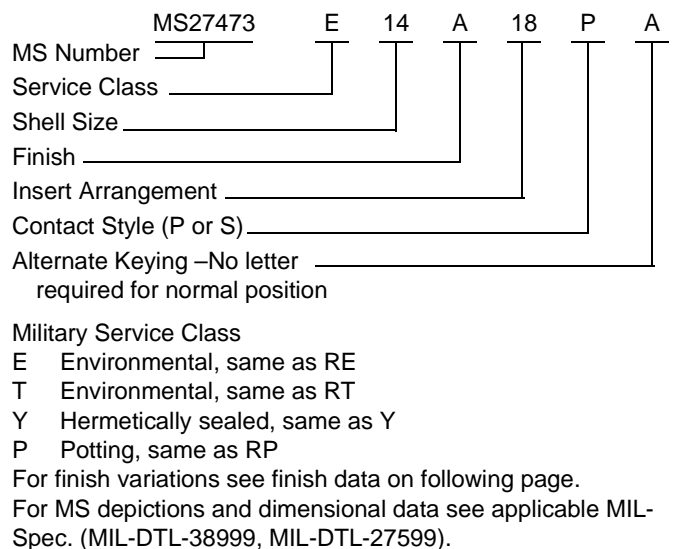 MS27473 E 14 A 18 P A
MS Number
Service Class
Shell Size
Finish
Insert Arrangement
Contact Style (P or S)
Alternate Keying –No letter
required for normal position
Military Service Class
E Environmental, same as RE
T Environmental, same as RT
Y Hermetically sealed, same as Y
P Potting, same as RP
For finish variations see finish data on following page.
For MS depictions and dimensional data see applicable MIL-
Spec. (MIL-DTL-38999, MIL-DTL-27599).